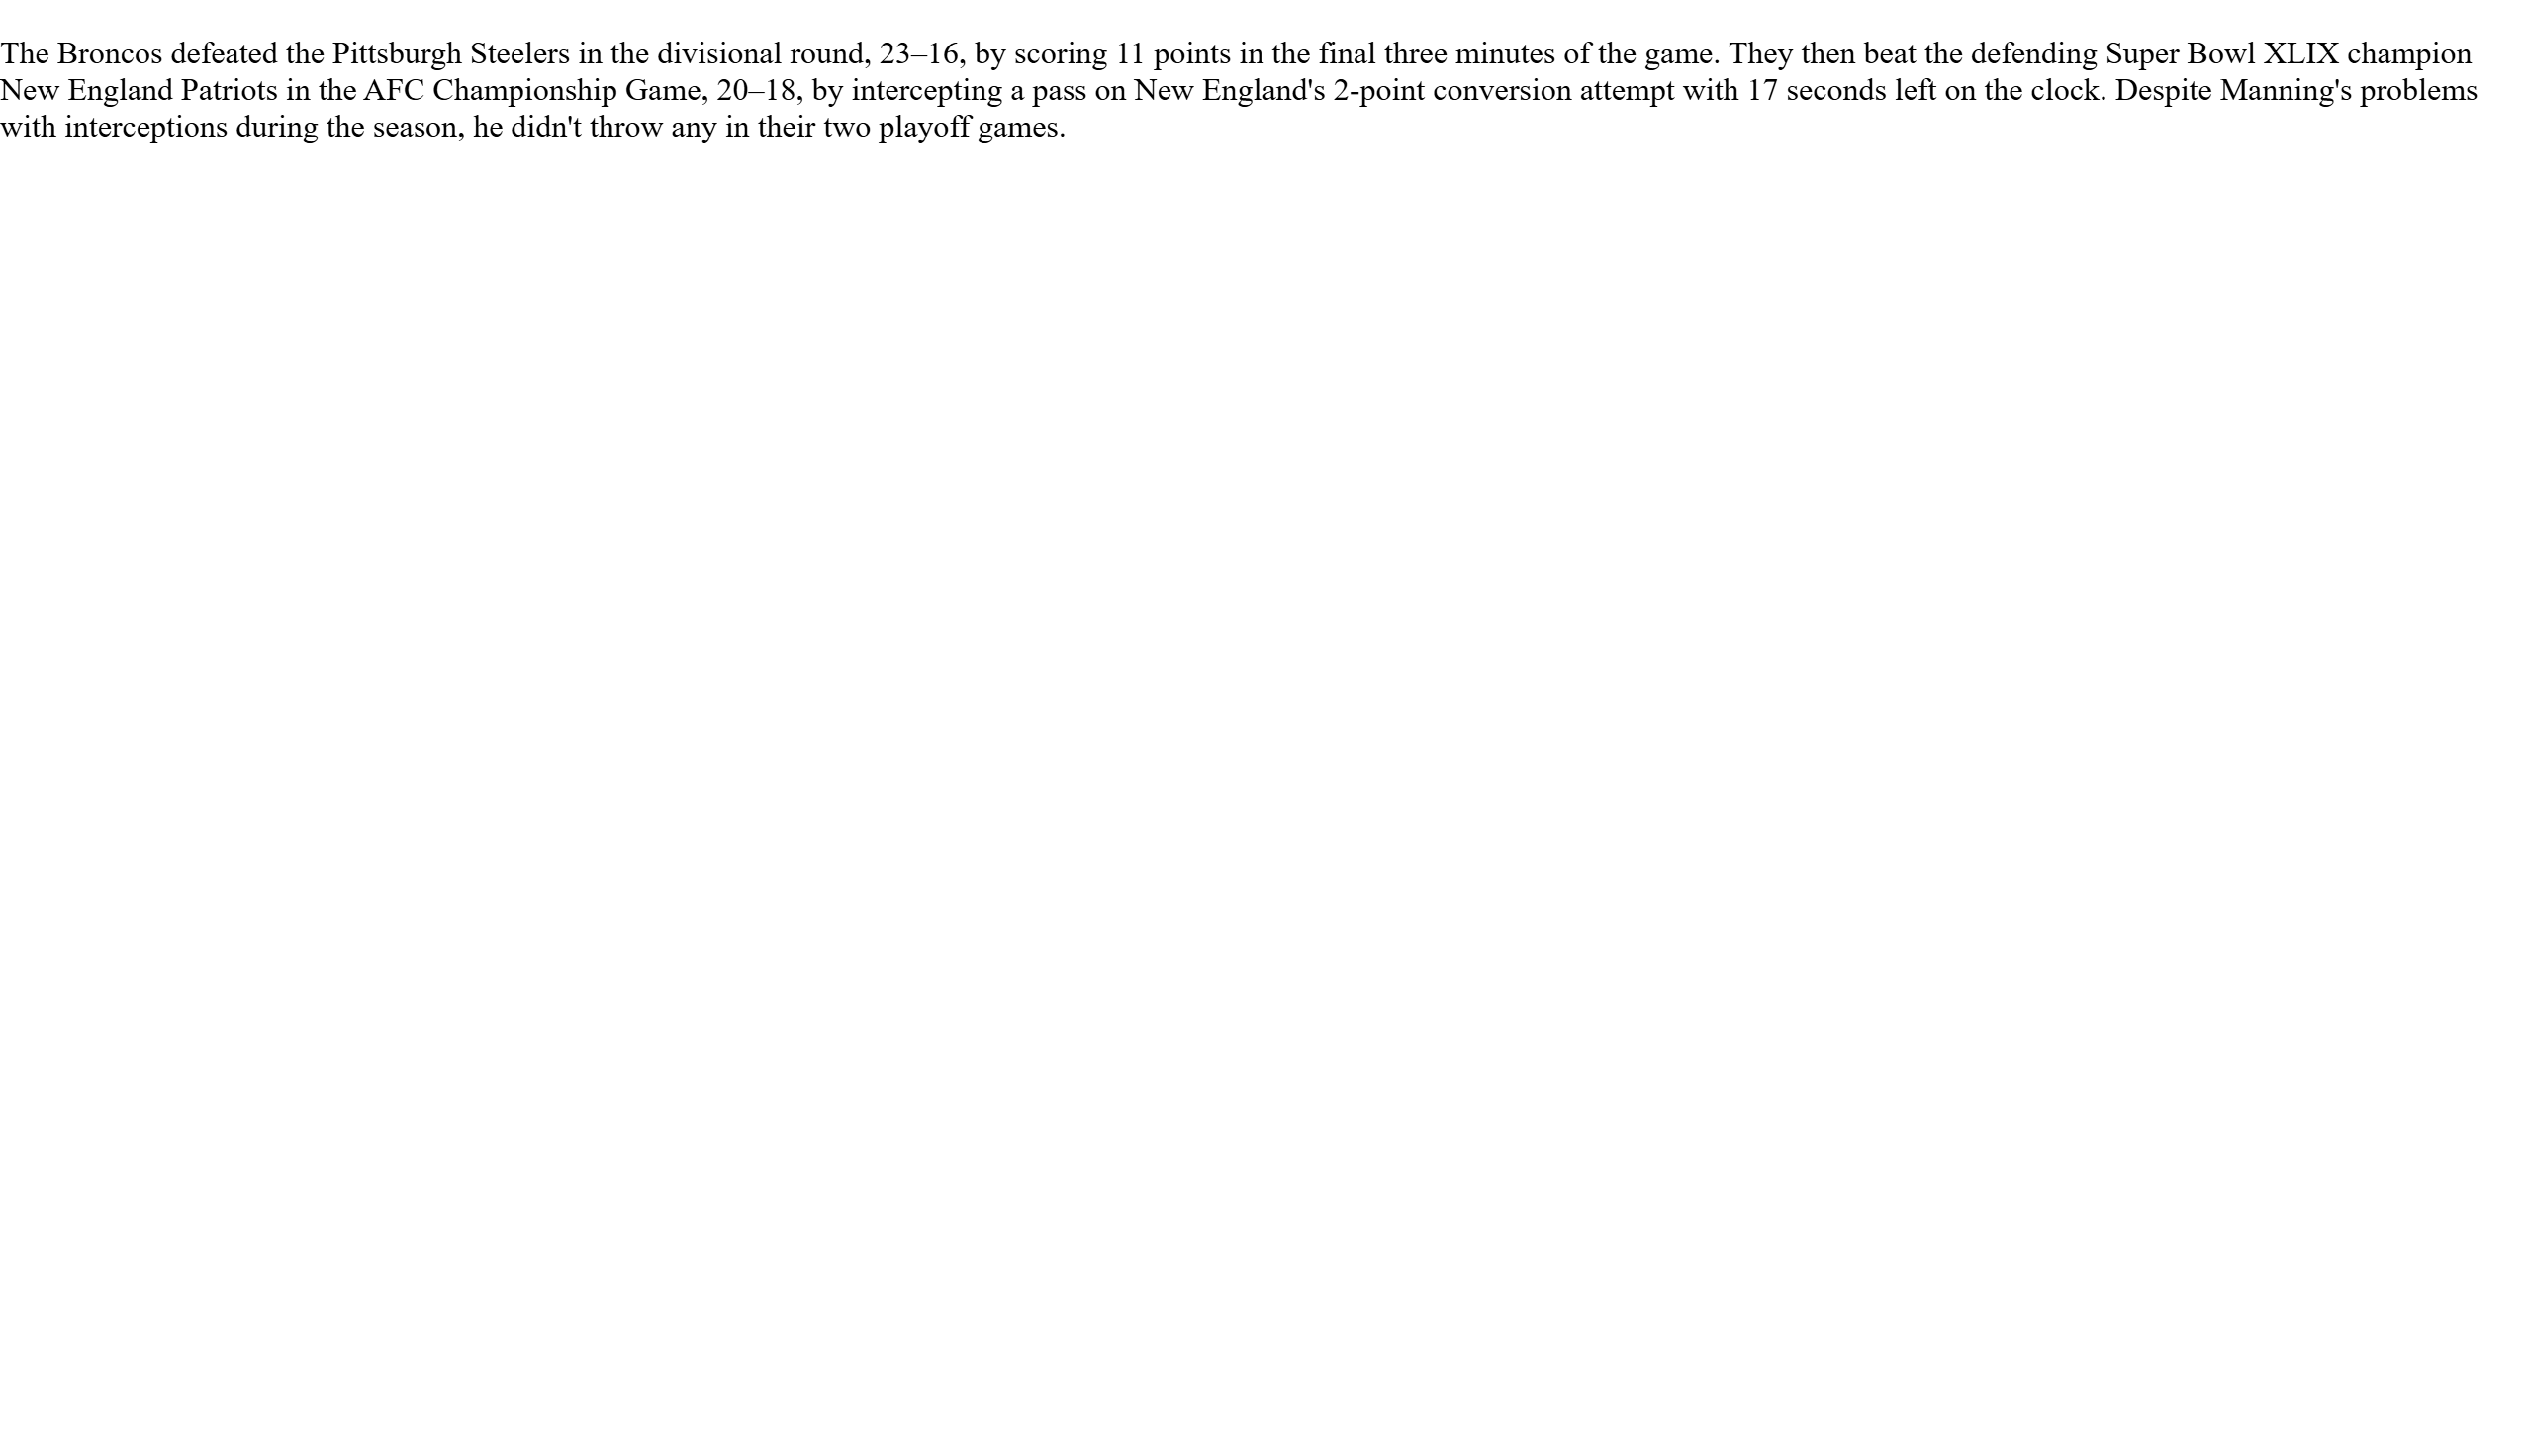 The Broncos defeated the Pittsburgh Steelers in the divisional round, 23–16, by scoring 11 points in the final three minutes of the game. They then beat the defending Super Bowl XLIX champion
New England Patriots in the AFC Championship Game, 20–18, by intercepting a pass on New England's 2-point conversion attempt with 17 seconds left on the clock. Despite Manning's problems
with interceptions during the season, he didn't throw any in their two playoff games.